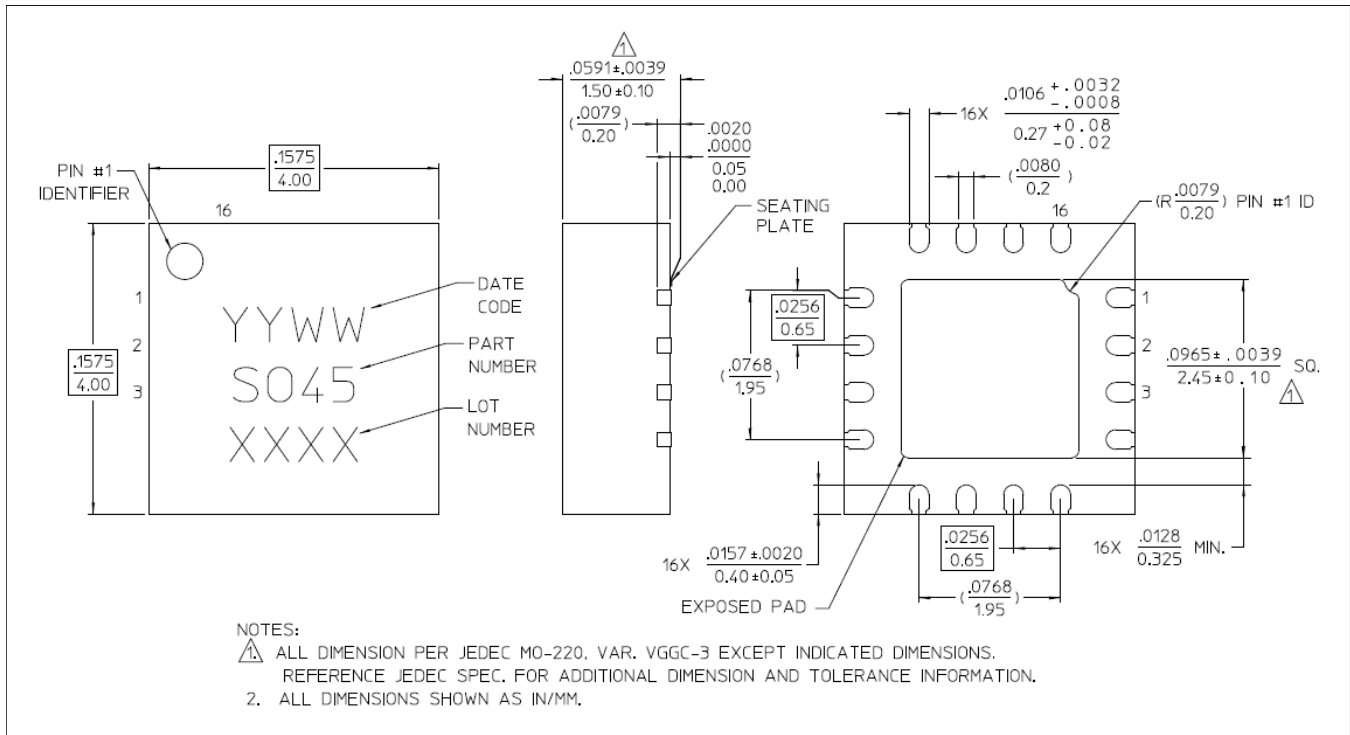 1
.0591±.0039
1.50±0.10
(.0079
0.20)
.0020
.0000
0.05
0.00
16X .0106 +.0032
-.0008
0.27 +0.08
-0.02
PIN #1
IDENTIFIER
.1575
4.00
(.0080
0.2)
16
SEATING
PLATE
16
(R .0079
0.20) PIN #1 ID
1
DATE
CODE
YYWW
.1575
4.00
2
PART
NUMBER
SO45
3
LOT
NUMBER
XXXX
.0256
0.65
(.0768
1.95)
1
2
3
.0965±.0039
2.45±0.10 SQ.
1
16X .0157±.0020
0.40±0.05
EXPOSED PAD
.0256
0.65
(.0768
1.95)
16X .0128
0.325 MIN.
NOTES:
1. ALL DIMENSION PER JEDEC MO-220, VAR. VGGC-3 EXCEPT INDICATED DIMENSIONS.
REFERENCE JEDEC SPEC. FOR ADDITIONAL DIMENSION AND TOLERANCE INFORMATION.
2. ALL DIMENSIONS SHOWN AS IN/MM.